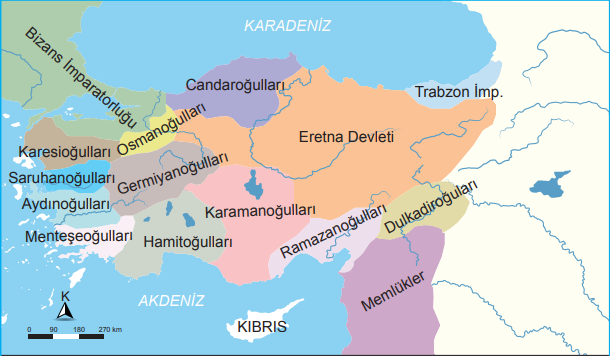 KARADENİZ
Bizans İmparatorluğu
Candaroğulları
Trabzon İmp.
Osmanoğulları
Eretna Devleti
Karesioğulları
Saruhanoğulları
Germiyanoğulları
Aydınoğulları
Karamanoğulları
Dulkadiroğulları
Menteşeoğulları
Hamitoğulları
Ramazanoğulları
Memlükler
AKDENİZ
K
KIBRIS
0 90 180 270 km